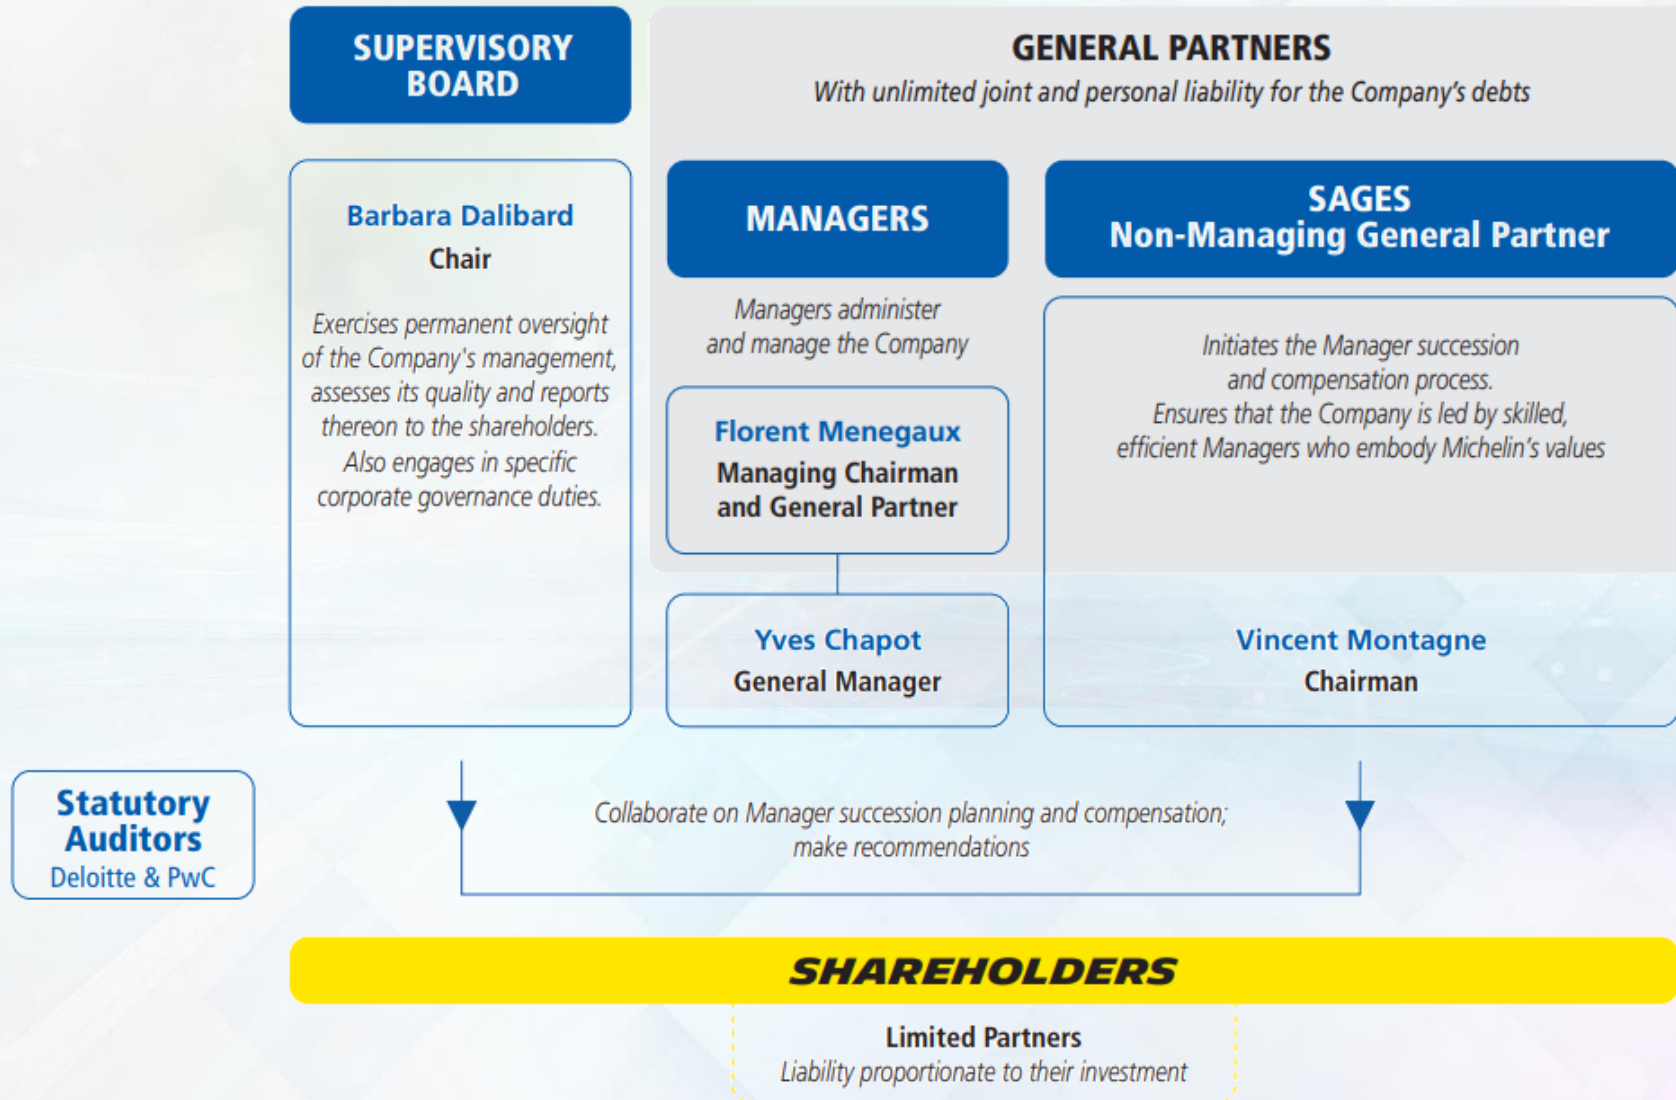 SUPERVISORY
BOARD
Barbara Dalibard
Chair
Exercises permanent oversight
of the Company's management,
assesses its quality and reports
thereon to the shareholders.
Also engages in specific
corporate governance duties.
GENERAL PARTNERS
With unlimited joint and personal liability for the Company’s debts
MANAGERS
Managers administer
and manage the Company
Florent Menegaux
Managing Chairman
and General Partner
Yves Chapot
General Manager
SAGES
Non-Managing General Partner
Initiates the Manager succession
and compensation process.
Ensures that the Company is led by skilled,
efficient Managers who embody Michelin’s values
Vincent Montagne
Chairman
Statutory
Auditors
Deloitte & PwC
Collaborate on Manager succession planning and compensation;
make recommendations
SHAREHOLDERS
Limited Partners
Liability proportionate to their investment